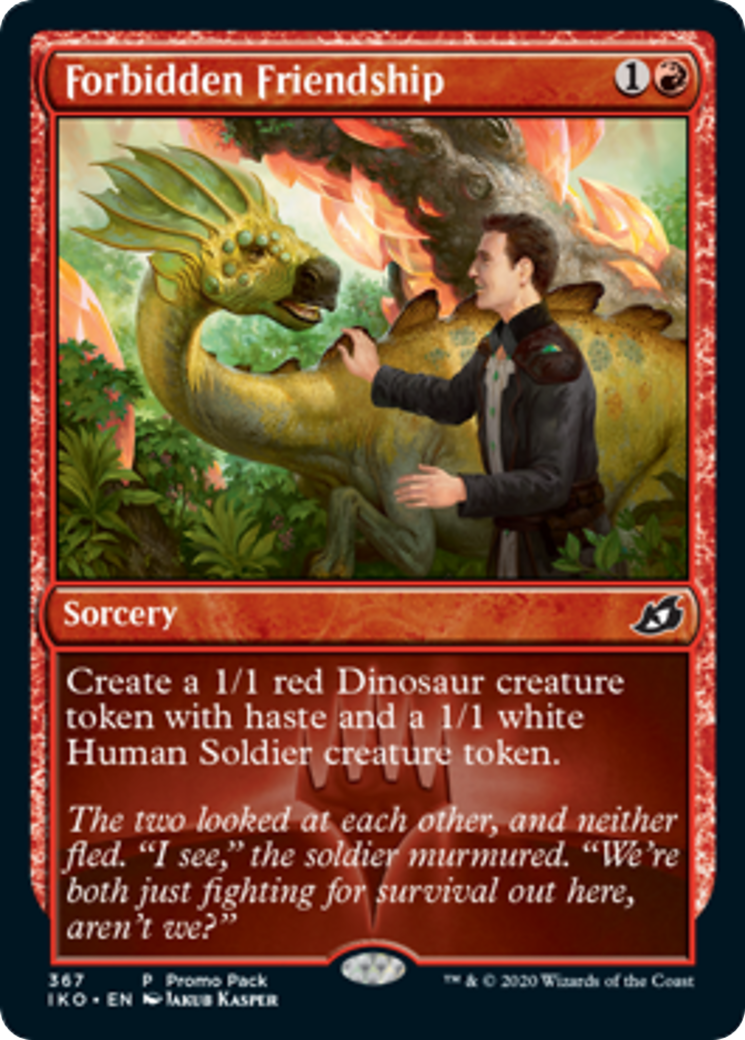 Forbidden Friendship 1
Sorcery
Create a 1/1 red Dinosaur creature
token with haste and a 1/1 white
Human Soldier creature token.
The two looked at each other, and neither
fled. “I see,” the soldier murmured. “We’re
both just fighting for survival out here,
aren’t we?”
367 P Promo Pack ™ & © 2020 Wizards of the Coast
IKO • EN Jakub Kasper